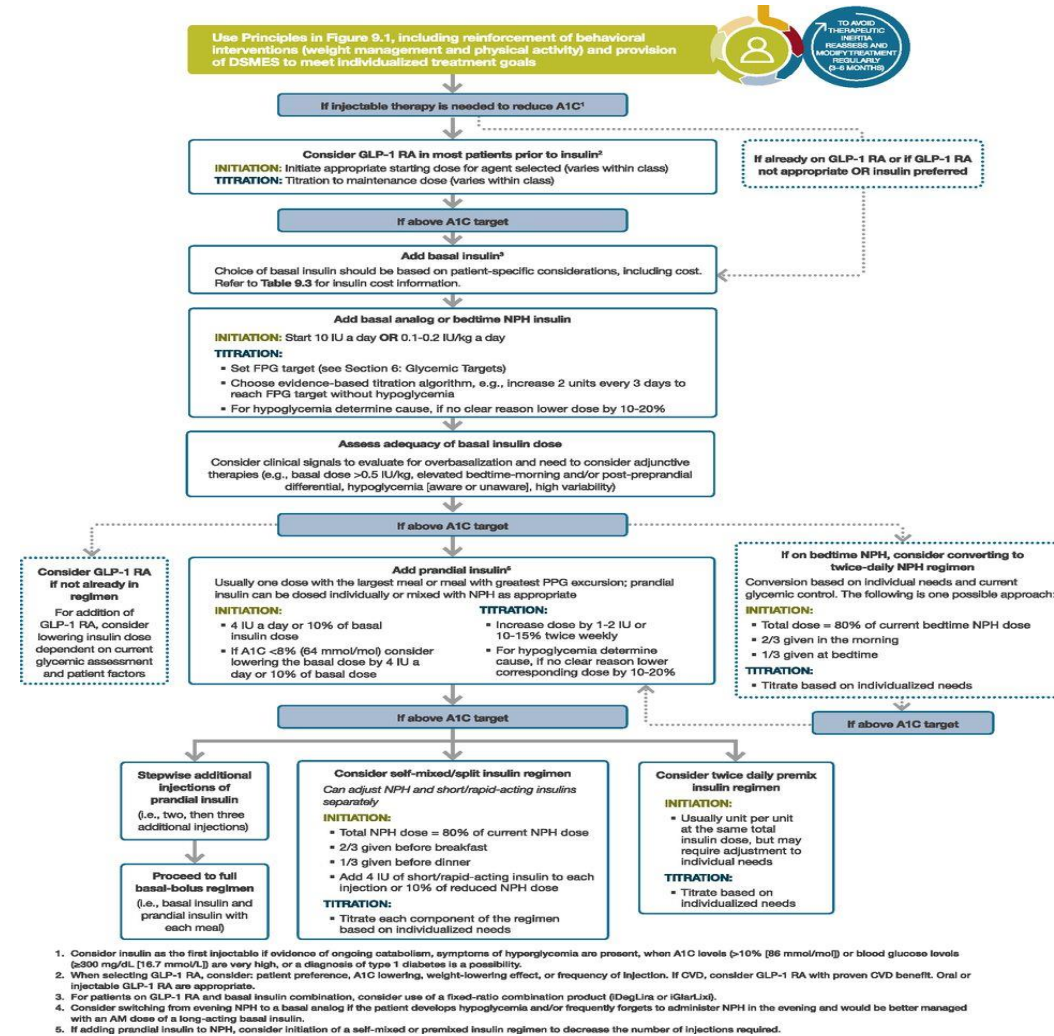 Use Principles in Figure 9.1, including reinforcement of behavioral
interventions (weight management and physical activity) and provision
of DSMES to meet individualized treatment goals
TO AVOID
THERAPEUTIC
INERTIA
REASSESS AND
MODIFY TREATMENT
REGULARLY
(3-6 MONTHS)
If injectable therapy is needed to reduce A1C¹
Consider GLP-1 RA in most patients prior to insulin²
INITIATION: Initiate appropriate starting dose for agent selected (varies within class)
TITRATION: Titration to maintenance dose (varies within class)
If already on GLP-1 RA or if GLP-1 RA
not appropriate OR insulin preferred
If above A1C target
Add basal insulin³
Choice of basal insulin should be based on patient-specific considerations, including cost.
Refer to Table 9.3 for insulin cost information.
Add basal analog or bedtime NPH insulin
INITIATION: Start 10 IU a day OR 0.1-0.2 IU/kg a day
TITRATION:
▪ Set FPG target (see Section 6: Glycemic Targets)
▪ Choose evidence-based titration algorithm, e.g., increase 2 units every 3 days to
reach FPG target without hypoglycemia
▪ For hypoglycemia determine cause, if no clear reason lower dose by 10-20%
Assess adequacy of basal insulin dose
Consider clinical signals to evaluate for overbasalization and need to consider adjunctive
therapies (e.g., basal dose >0.5 IU/kg, elevated bedtime-morning and/or post-preprandial
differential, hypoglycemia [aware or unaware], high variability)
If above A1C target
Consider GLP-1 RA
if not already in
regimen
For addition of
GLP-1 RA, consider
lowering insulin dose
dependent on current
glycemic assessment
and patient factors
Add prandial insulin⁵
Usually one dose with the largest meal or meal with greatest PPG excursion; prandial
insulin can be dosed individually or mixed with NPH as appropriate
INITIATION:
▪ 4 IU a day or 10% of basal
insulin dose
▪ If A1C <8% (64 mmol/mol) consider
lowering the basal dose by 4 IU a
day or 10% of basal dose
TITRATION:
▪ Increase dose by 1-2 IU or
10-15% twice weekly
▪ For hypoglycemia determine
cause, if no clear reason lower
corresponding dose by 10-20%
If on bedtime NPH, consider converting to
twice-daily NPH regimen
Conversion based on individual needs and current
glycemic control. The following is one possible approach:
INITIATION:
▪ Total dose = 80% of current bedtime NPH dose
▪ 2/3 given in the morning
▪ 1/3 given at bedtime
TITRATION:
▪ Titrate based on individualized needs
If above A1C target
If above A1C target
Stepwise additional
injections of
prandial insulin
(i.e., two, then three
additional injections)
Proceed to full
basal-bolus regimen
(i.e., basal insulin and
prandial insulin with
each meal)
Consider self-mixed/split insulin regimen
Can adjust NPH and short/rapid-acting insulins
separately
INITIATION:
▪ Total NPH dose = 80% of current NPH dose
▪ 2/3 given before breakfast
▪ 1/3 given before dinner
▪ Add 4 IU of short/rapid-acting insulin to each
injection or 10% of reduced NPH dose
TITRATION:
▪ Titrate each component of the regimen
based on individualized needs
Consider twice daily premix
insulin regimen
INITIATION:
▪ Usually unit per unit
at the same total
insulin dose, but may
require adjustment to
individual needs
TITRATION:
▪ Titrate based on
individualized needs
1. Consider insulin as the first injectable if evidence of ongoing catabolism, symptoms of hyperglycemia are present, when A1C levels (>10% [86 mmol/mol]) or blood glucose levels
(≥300 mg/dL [16.7 mmol/L]) are very high, or a diagnosis of type 1 diabetes is a possibility.
2. When selecting GLP-1 RA, consider: patient preference, A1C lowering, weight-lowering effect, or frequency of injection. If CVD, consider GLP-1 RA with proven CVD benefit. Oral or
injectable GLP-1 RA are appropriate.
3. For patients on GLP-1 RA and basal insulin combination, consider use of a fixed-ratio combination product (iDegLira or iGlarLixi).
4. Consider switching from evening NPH to a basal analog if the patient develops hypoglycemia and/or frequently forgets to administer NPH in the evening and would be better managed
with an AM dose of a long-acting basal insulin.
5. If adding prandial insulin to NPH, consider initiation of a self-mixed or premixed insulin regimen to decrease the number of injections required.